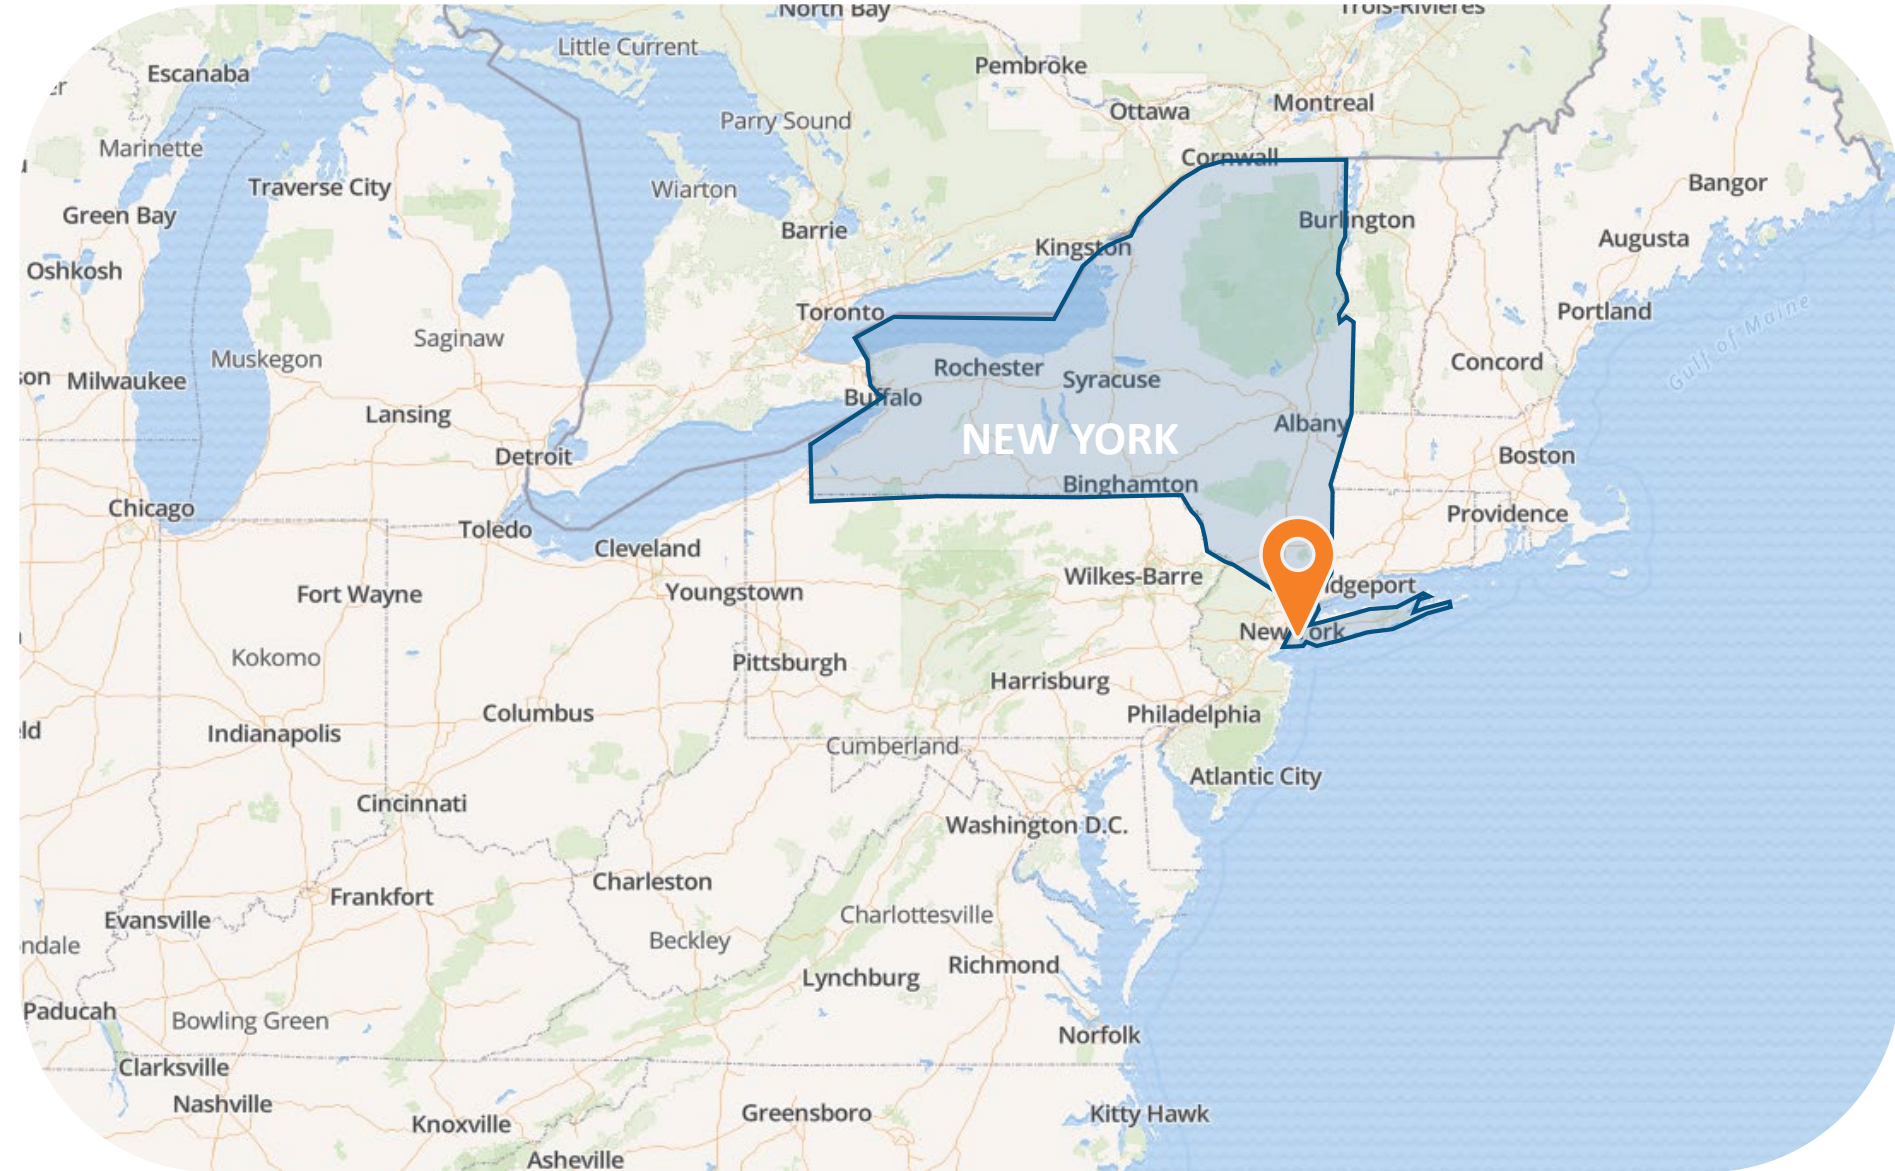 North Bay
Trois-Rivières
Little Current
Pembroke
Escanaba
Ottawa
Montreal
Parry Sound
Marinette
Cornwall
Traverse City
Wiarton
Bangor
Green Bay
Burlington
Barrie
Augusta
Kingston
Oshkosh
Gulf of Maine
Toronto
Portland
Saginaw
Muskegon
Rochester
Concord
Milwaukee
Syracuse
Buffalo
Lansing
Albany
NEW YORK
Detroit
Boston
Binghamton
Chicago
Providence
Toledo
Cleveland
Wilkes-Barre
idgeport
Fort Wayne
Youngstown
New York
Kokomo
Pittsburgh
Harrisburg
Columbus
Philadelphia
Indianapolis
Cumberland
Atlantic City
Cincinnati
Washington D.C.
Charleston
Frankfort
Charlottesville
Evansville
Beckley
ndale
Richmond
Lynchburg
Paducah
Bowling Green
Norfolk
Clarksville
Nashville
Greensboro
Kitty Hawk
Knoxville
Asheville